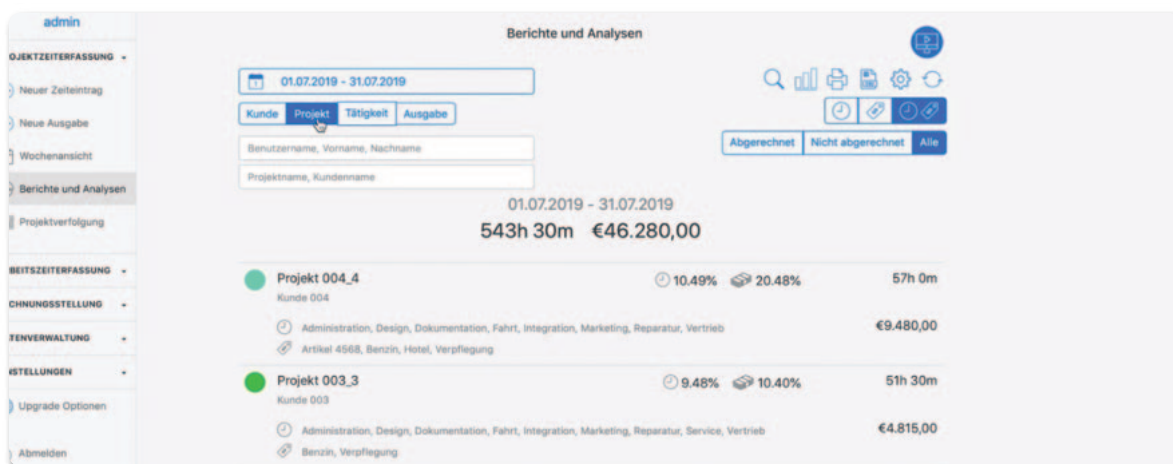 admin
OJEKTZEITERFASSUNG
Neuer Zeiteintrag
Neue Ausgabe
Wochenansicht
Berichte und Analysen
Projektverfolgung
BEITSZEITERFASSUNG
CHNUNGSSTELLUNG
TENVERWALTUNG
NSTELLUNGEN
Upgrade Optionen
Abmelden
Berichte und Analysen
01.07.2019 - 31.07.2019
Kunde Projekt Tätigkeit Ausgabe
Benutzername, Vorname, Nachname
Projektname, Kundenname
Abgerechnet Nicht abgerechnet Alle
01.07.2019 - 31.07.2019
543h 30m €46.280,00
Projekt 004_4 10.49% 20.48% 57h 0m
Kunde 004
Administration, Design, Dokumentation, Fahrt, Integration, Marketing, Reparatur, Vertrieb €9.480,00
Artikel 4568, Benzin, Hotel, Verpflegung
Projekt 003_3 9.48% 10.40% 51h 30m
Kunde 003
Administration, Design, Dokumentation, Fahrt, Integration, Marketing, Reparatur, Service, Vertrieb €4.815,00
Benzin, Verpflegung